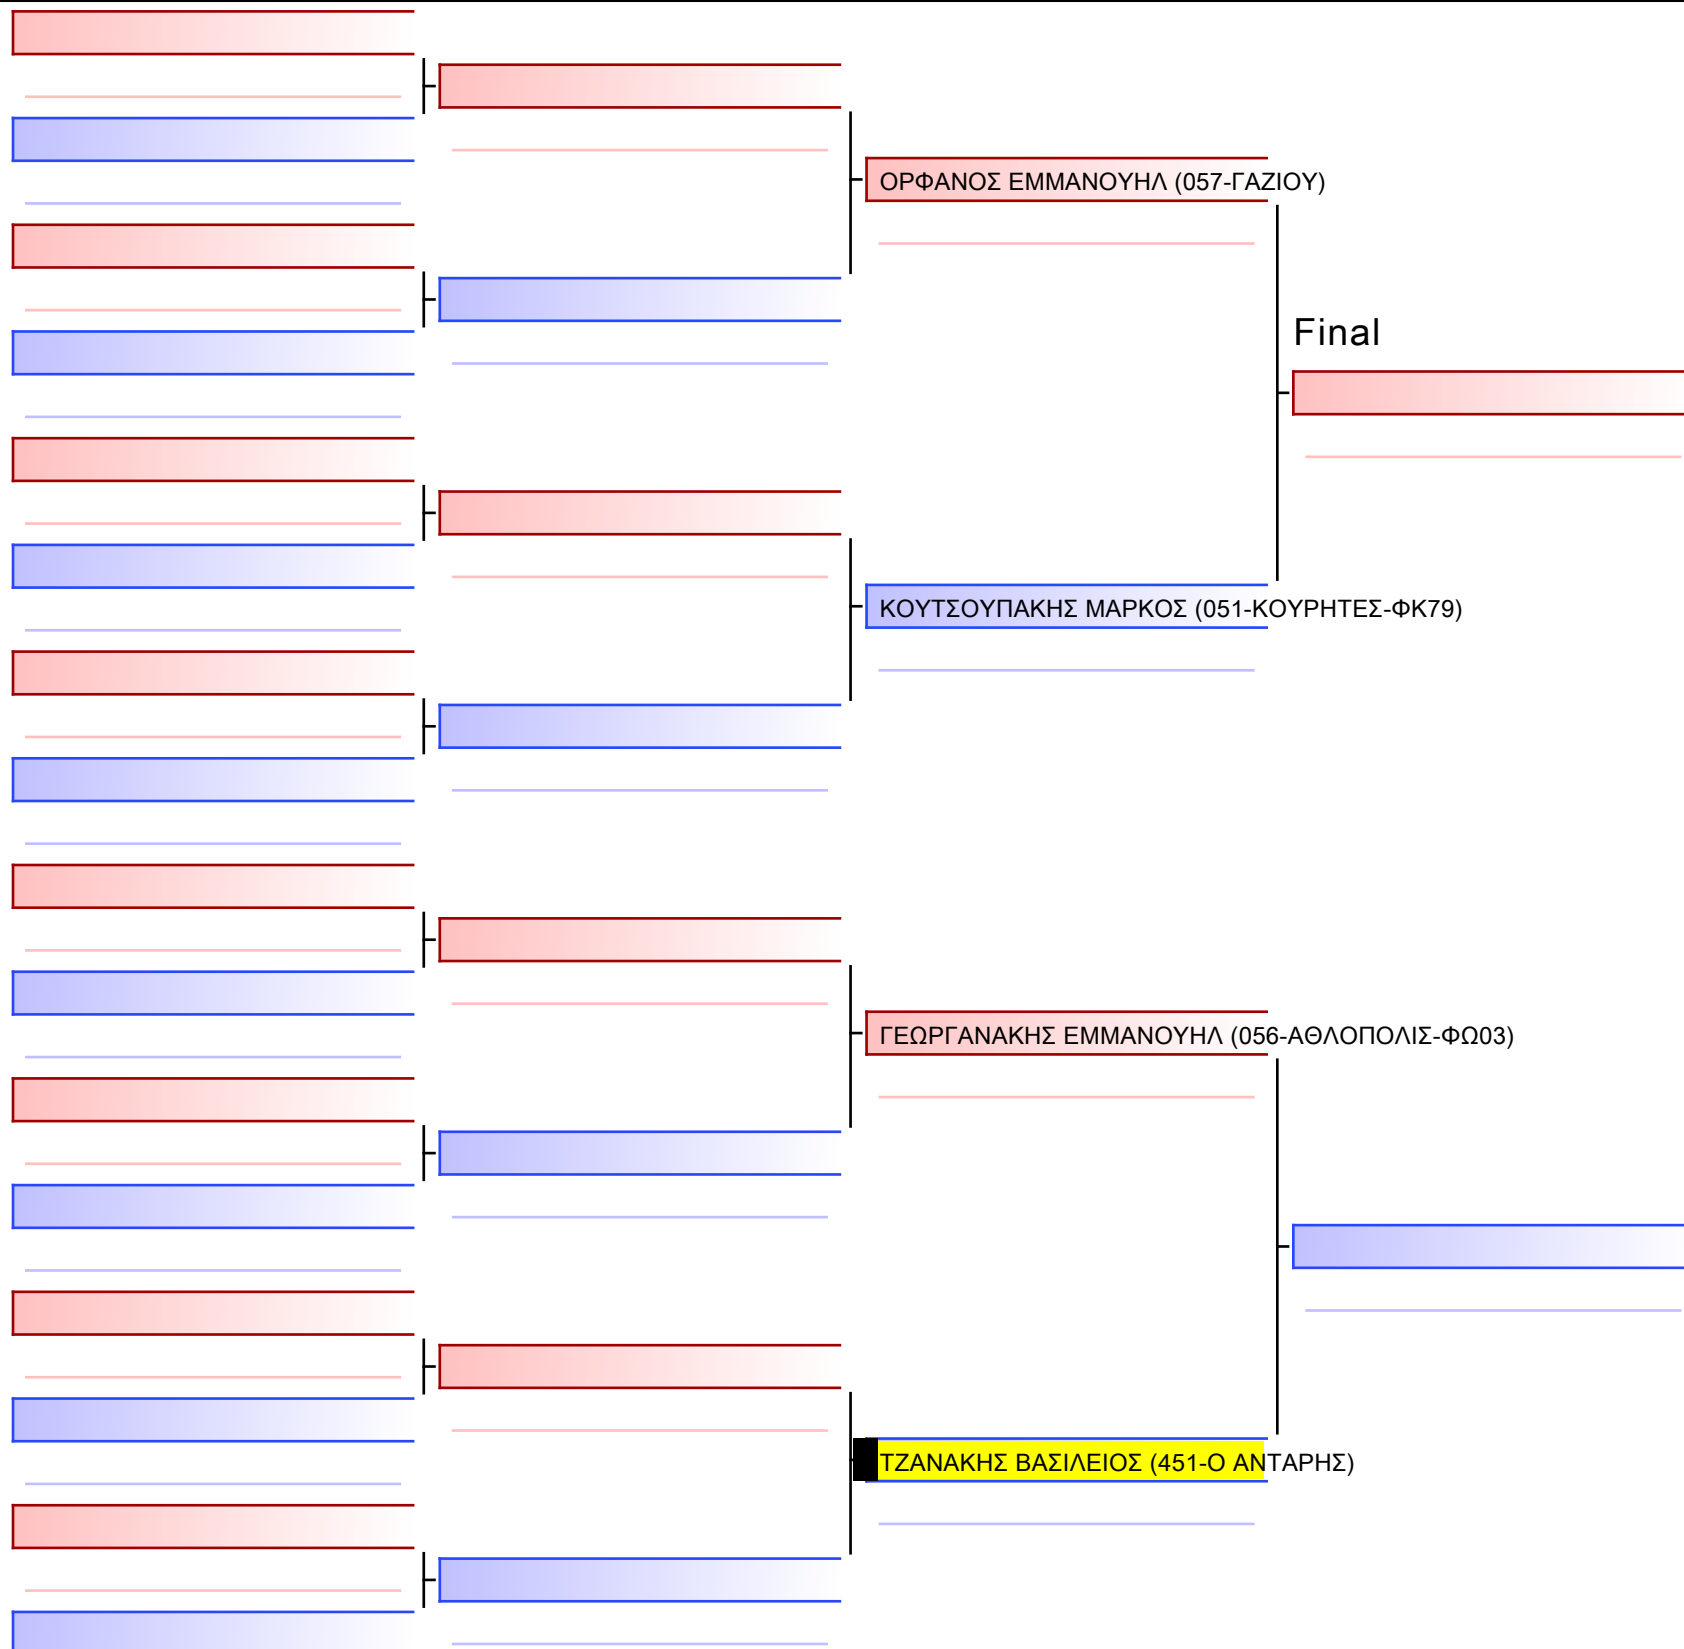 ΟΡΦΑΝΟΣ ΕΜΜΑΝΟΥΗΛ (057-ΓΑΖΙΟΥ)
Final
ΚΟΥΤΣΟΥΠΑΚΗΣ ΜΑΡΚΟΣ (051-ΚΟΥΡΗΤΕΣ-ΦΚ79)
ΓΕΩΡΓΑΝΑΚΗΣ ΕΜΜΑΝΟΥΗΛ (056-ΑΘΛΟΠΟΛΙΣ-ΦΩ03)
ΤΖΑΝΑΚΗΣ ΒΑΣΙΛΕΙΟΣ (451-Ο ΑΝΤΑΡΗΣ)